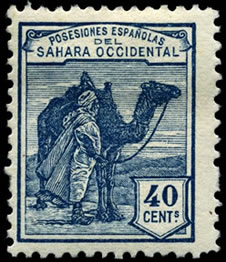 POSESIONES ESPAÑOLAS
DEL
SAHARA OCCIDENTAL
40
CENTS